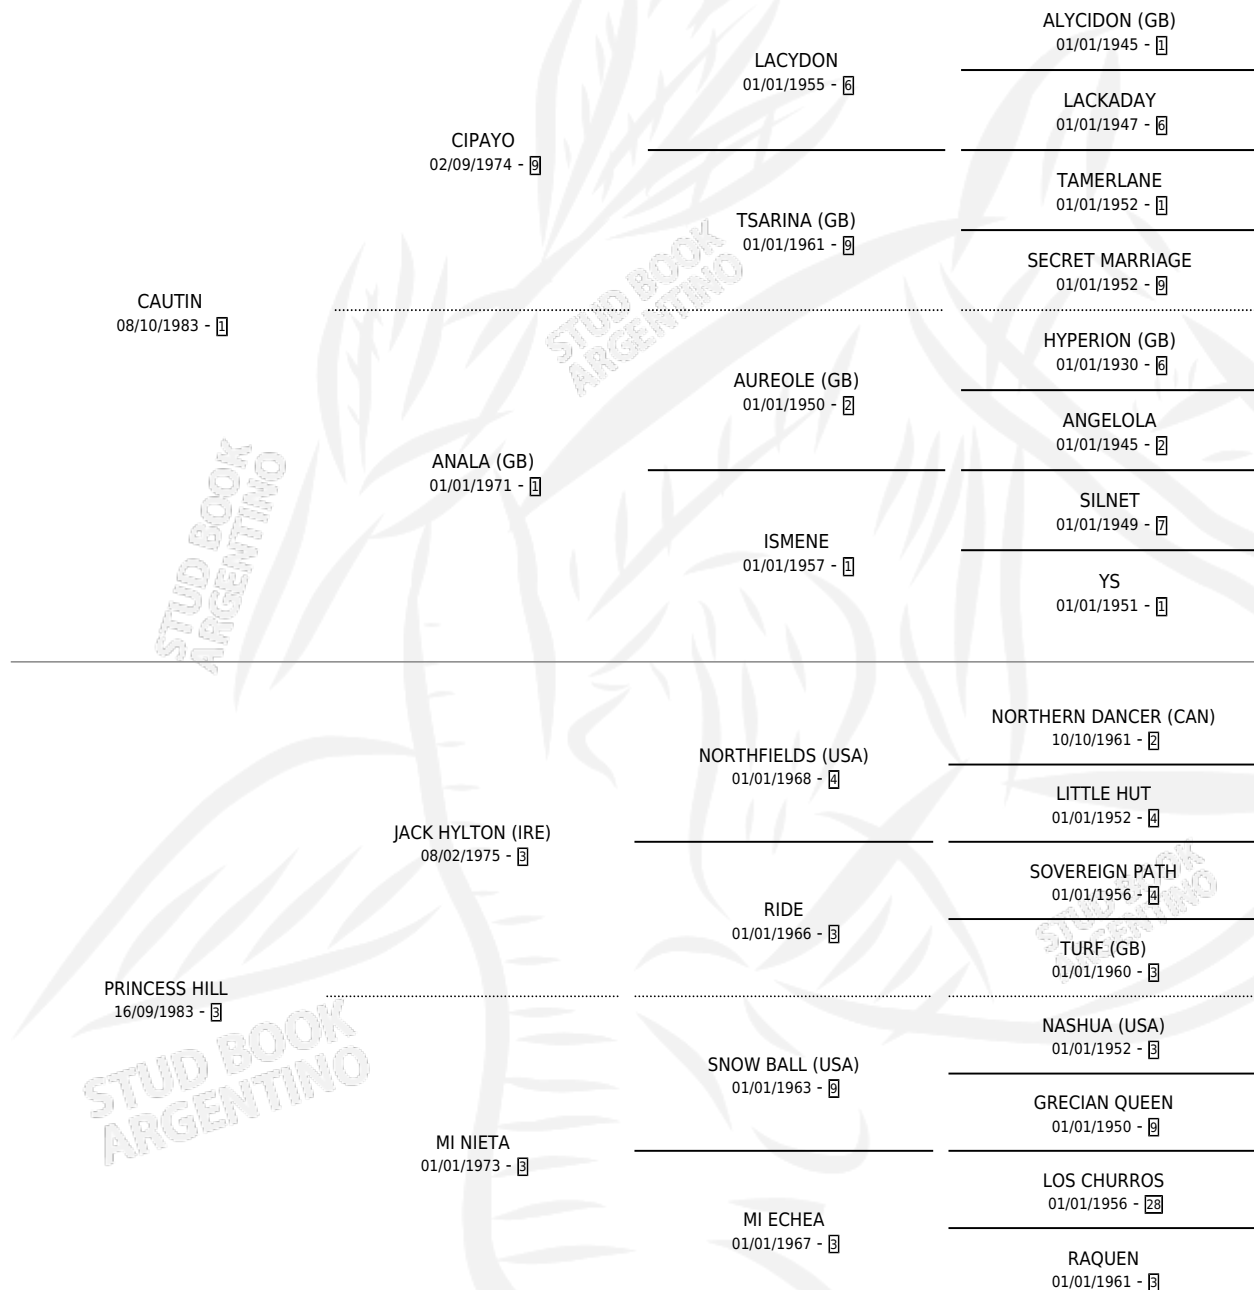 CAUTIN
08/10/1983 - 1
CIPAYO
02/09/1974 - 9
LACYDON
01/01/1955 - 6
ALYCIDON (GB)
01/01/1945 - 1
LACKADAY
01/01/1947 - 6
TSARINA (GB)
01/01/1961 - 9
TAMERLANE
01/01/1952 - 1
SECRET MARRIAGE
01/01/1952 - 9
ANALA (GB)
01/01/1971 - 1
AUREOLE (GB)
01/01/1950 - 2
HYPERION (GB)
01/01/1930 - 6
ANGELOLA
01/01/1945 - 2
ISMENE
01/01/1957 - 1
SILNET
01/01/1949 - 7
YS
01/01/1951 - 1
PRINCESS HILL
16/09/1983 - 3
JACK HYLTON (IRE)
08/02/1975 - 3
NORTHFIELDS (USA)
01/01/1968 - 4
NORTHERN DANCER (CAN)
10/10/1961 - 2
LITTLE HUT
01/01/1952 - 4
RIDE
01/01/1966 - 3
SOVEREIGN PATH
01/01/1956 - 4
TURF (GB)
01/01/1960 - 3
MI NIETA
01/01/1973 - 3
SNOW BALL (USA)
01/01/1963 - 9
NASHUA (USA)
01/01/1952 - 3
GRECIAN QUEEN
01/01/1950 - 9
MI ECHEA
01/01/1967 - 3
LOS CHURROS
01/01/1956 - 28
RAQUEN
01/01/1961 - 3
STUD BOOK
ARGENTINO
STUD BOOK
ARGENTINO
STUD BOOK
ARGENTINO
STUD BOOK
ARGENTINO